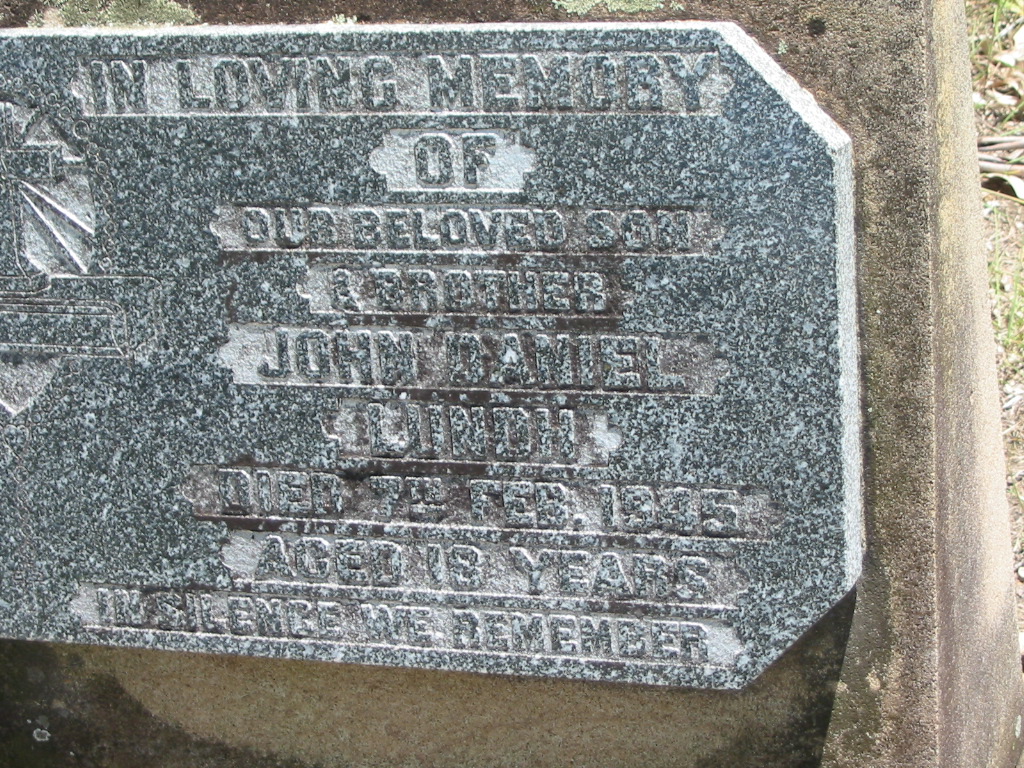 IN LOVING MEMORY
OF
OUR BELOVED SON
& BROTHER
JOHN DANIEL
LUNDH
DIED 7TH FEB. 1945
AGED 19 YEARS
IN SILENCE WE REMEMBER